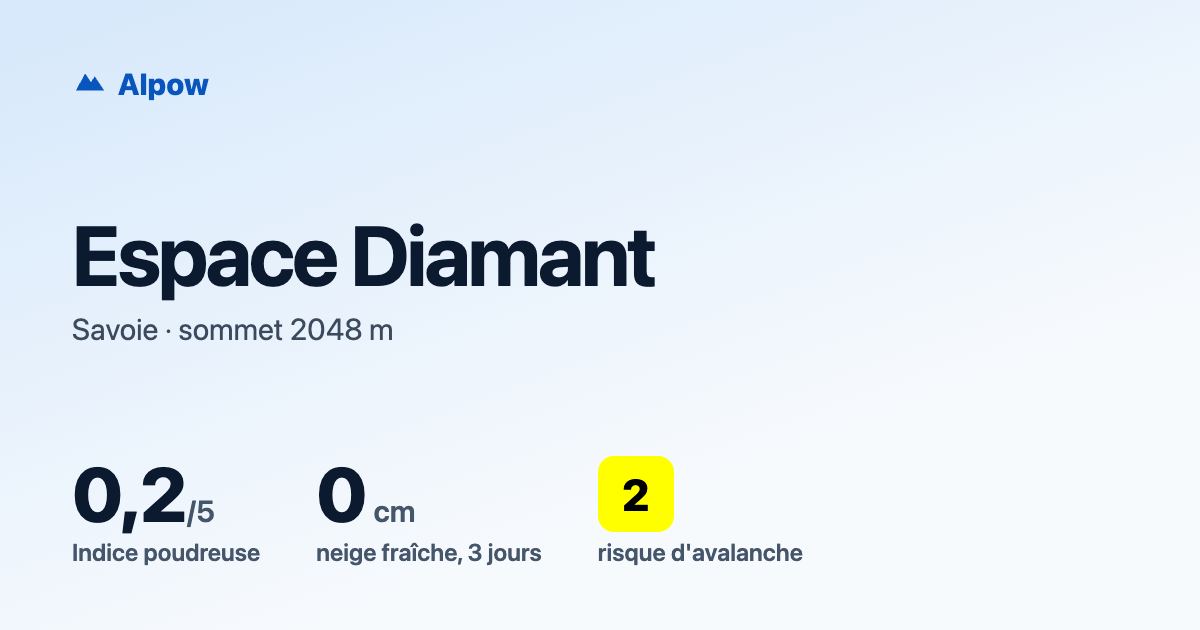 Alpow
Espace Diamant
Savoie · sommet 2048 m
0,2/5
Indice poudreuse
0 cm
neige fraîche, 3 jours
2
risque d'avalanche